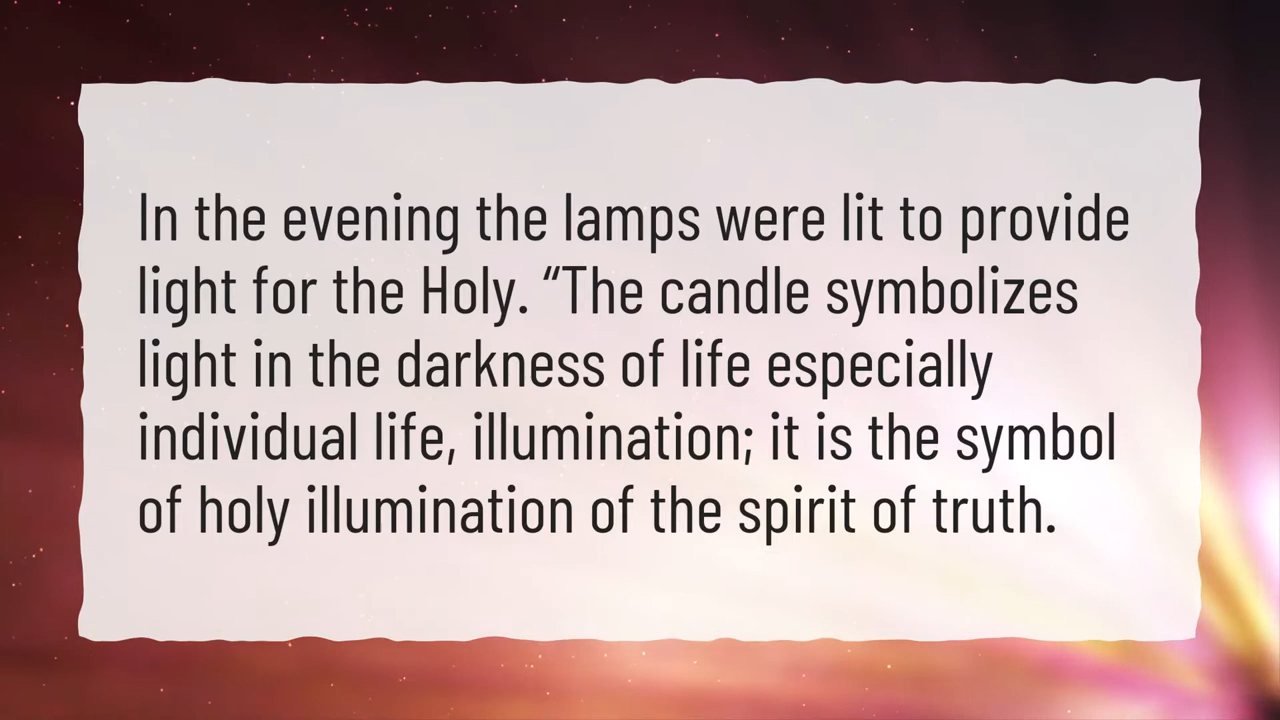 In the evening the lamps were lit to provide
light for the Holy. “The candle symbolizes
light in the darkness of life especially
individual life, illumination; it is the symbol
of holy illumination of the spirit of truth.